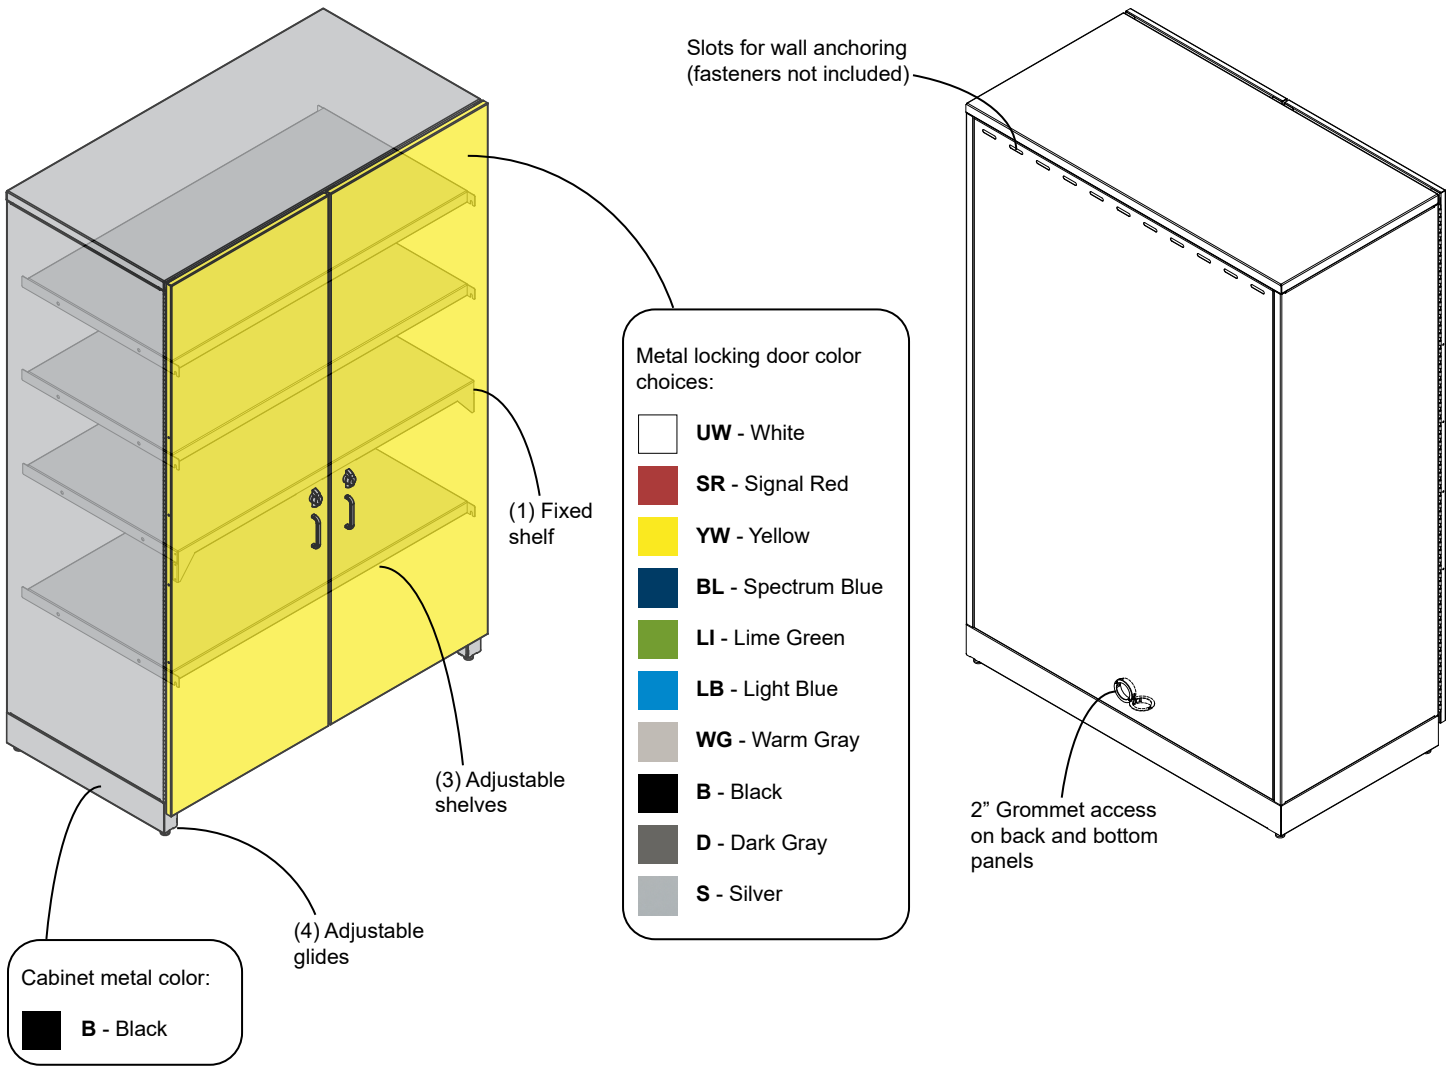 Slots for wall anchoring
(fasteners not included)
Metal locking door color
choices:
UW - White
SR - Signal Red
YW - Yellow
BL - Spectrum Blue
LI - Lime Green
LB - Light Blue
WG - Warm Gray
B - Black
D - Dark Gray
S - Silver
(1) Fixed
shelf
(3) Adjustable
shelves
(4) Adjustable
glides
Cabinet metal color:
B - Black
2” Grommet access
on back and bottom
panels